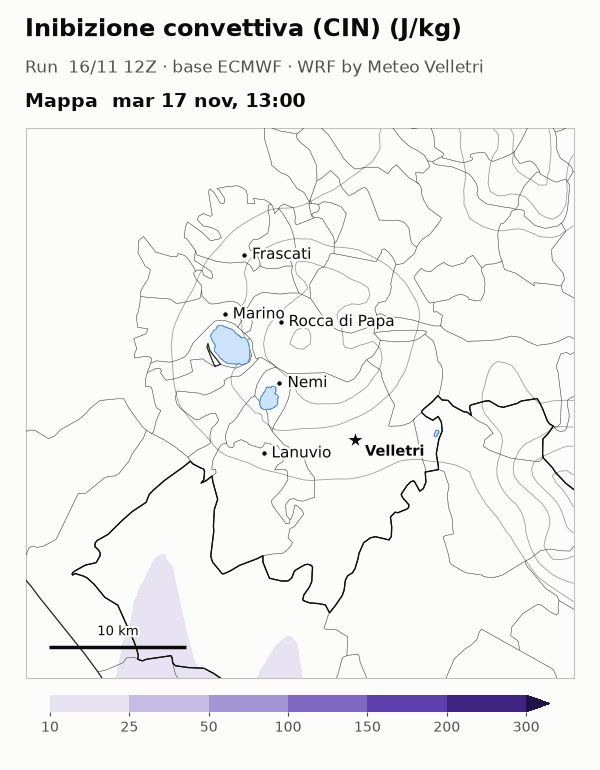 Inibizione convettiva (CIN) (J/kg)
Run  16/11 12Z · base ECMWF · WRF by Meteo Velletri
Mappa  mar 17 nov, 13:00
Frascati
Marino
Rocca di Papa
Nemi
Velletri
Lanuvio
10 km
10 25 50 100 150 200 300